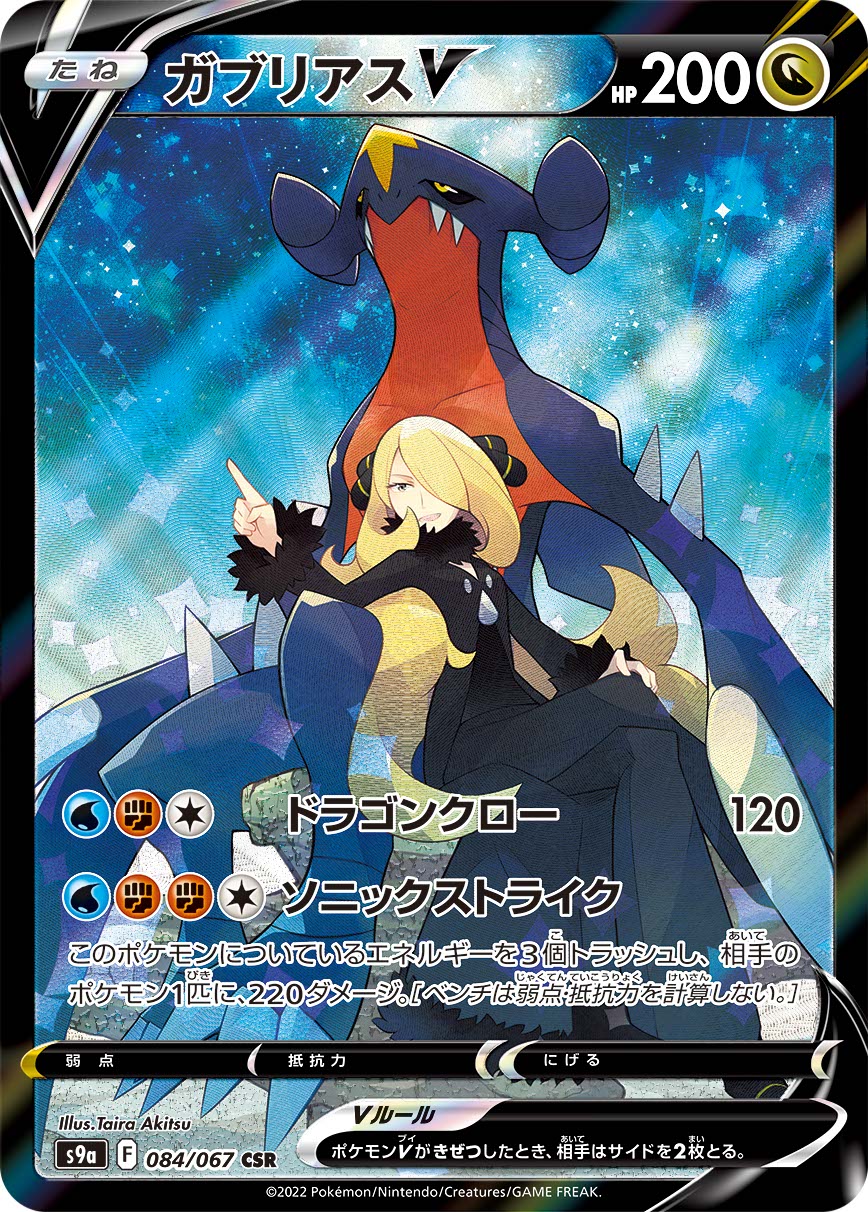 たね ガブリアスV HP 200
ドラゴンクロー 120
ソニックストライク
このポケモンについているエネルギーを3個トラッシュし、相手の
ポケモン1匹に、220ダメージ。[ベンチは弱点・抵抗力を計算しない。]
弱点 抵抗力 にげる
Illus. Taira Akitsu
Vルール
ポケモンVがきぜつしたとき、相手はサイドを2枚とる。
s9a F 084/067 CSR
©2022 Pokémon/Nintendo/Creatures/GAME FREAK.